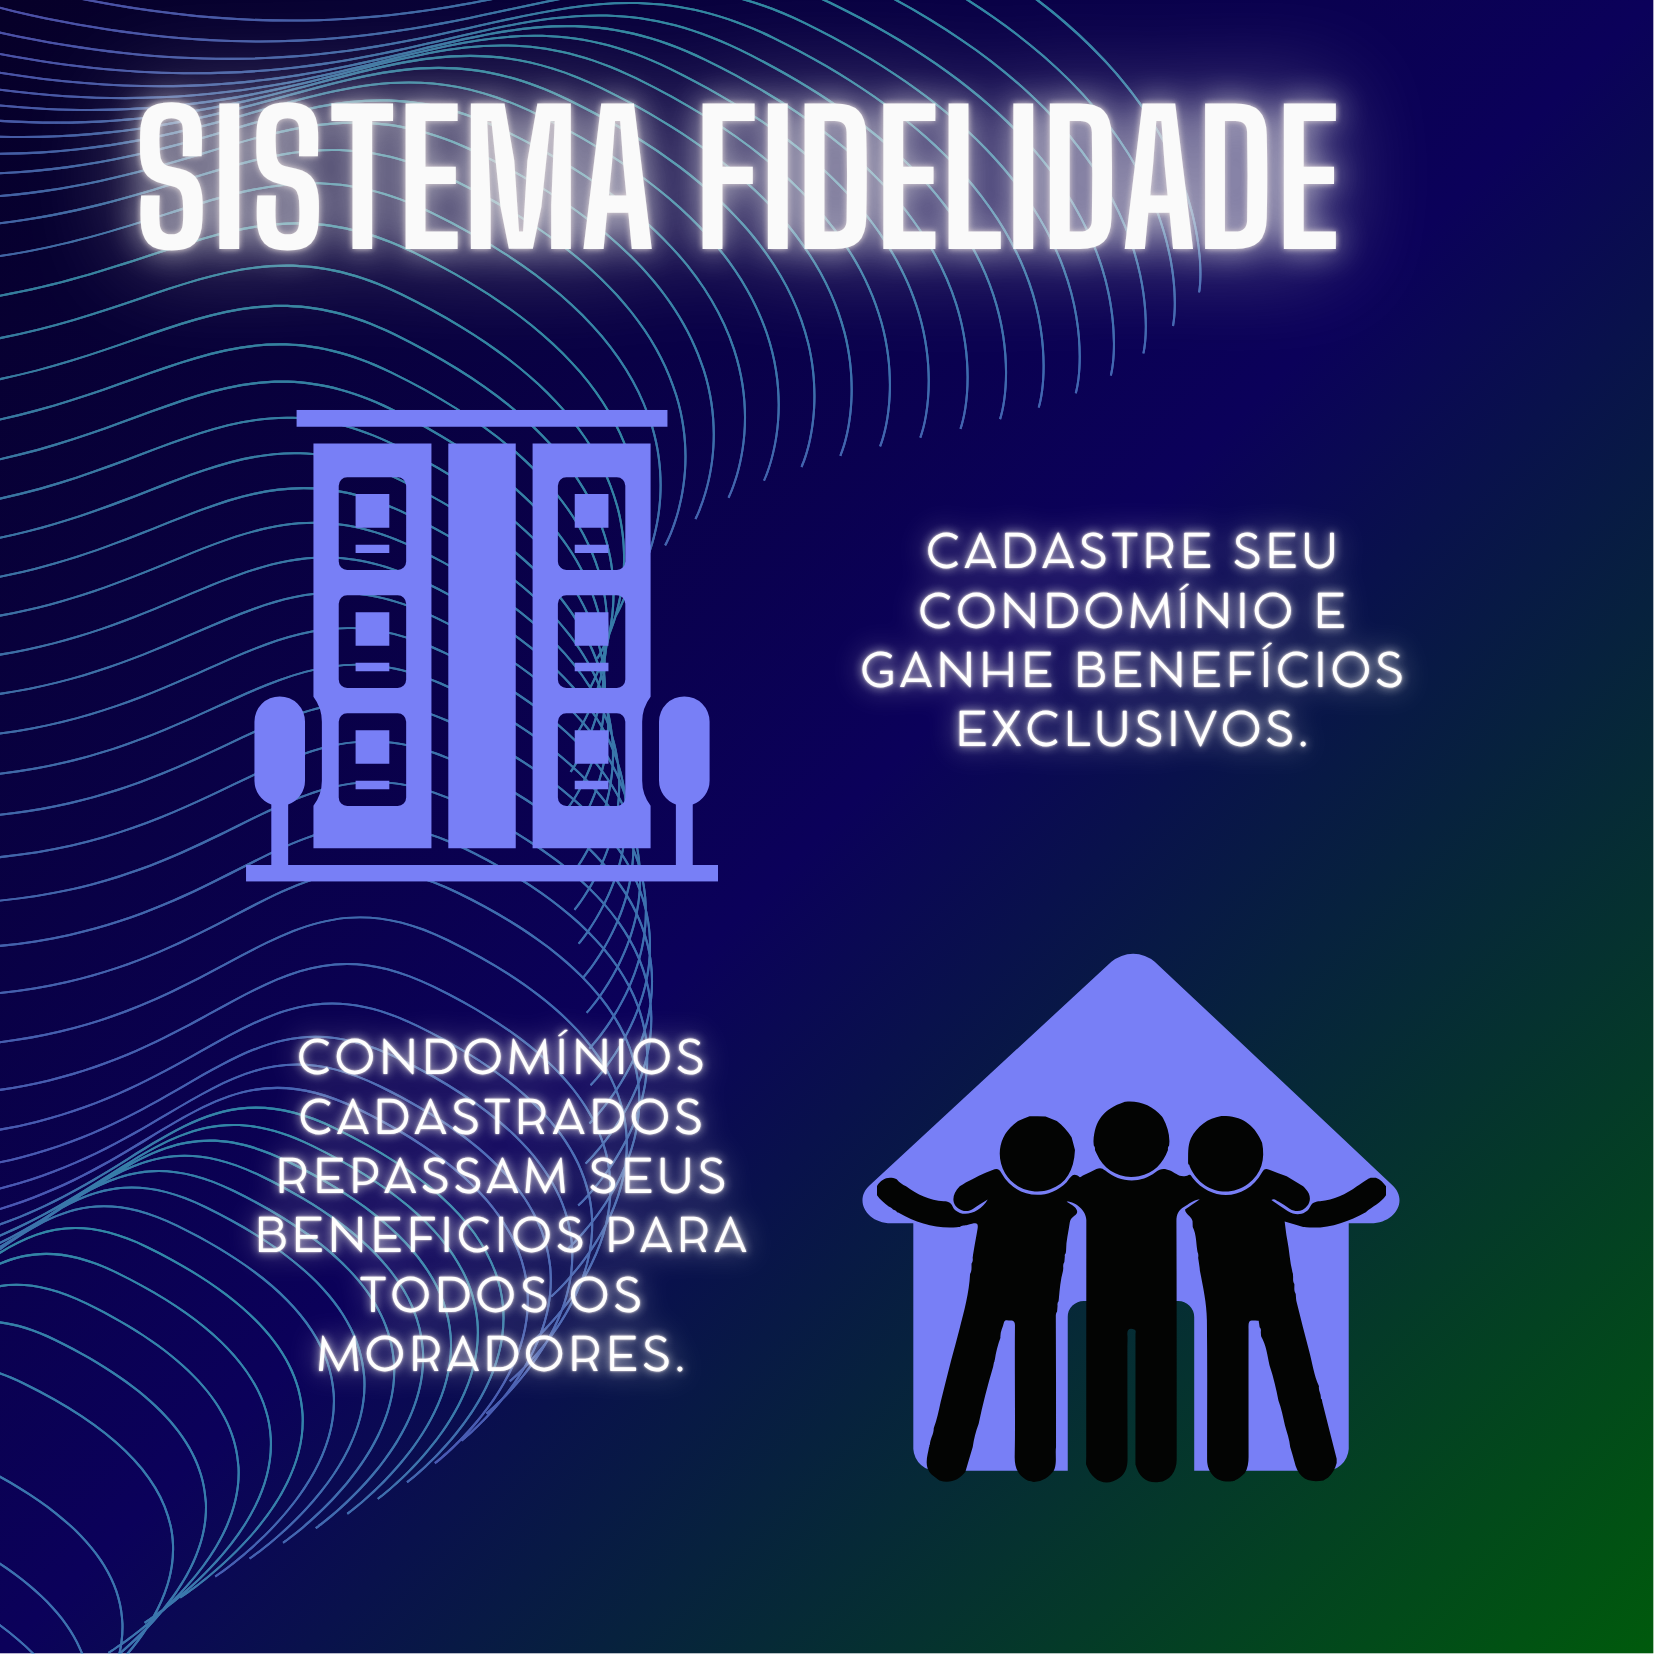 SISTEMA FIDELIDADE
CADASTRE SEU
CONDOMÍNIO E
GANHE BENEFÍCIOS
EXCLUSIVOS.
CONDOMÍNIOS
CADASTRADOS
REPASSAM SEUS
BENEFICIOS PARA
TODOS OS
MORADORES.